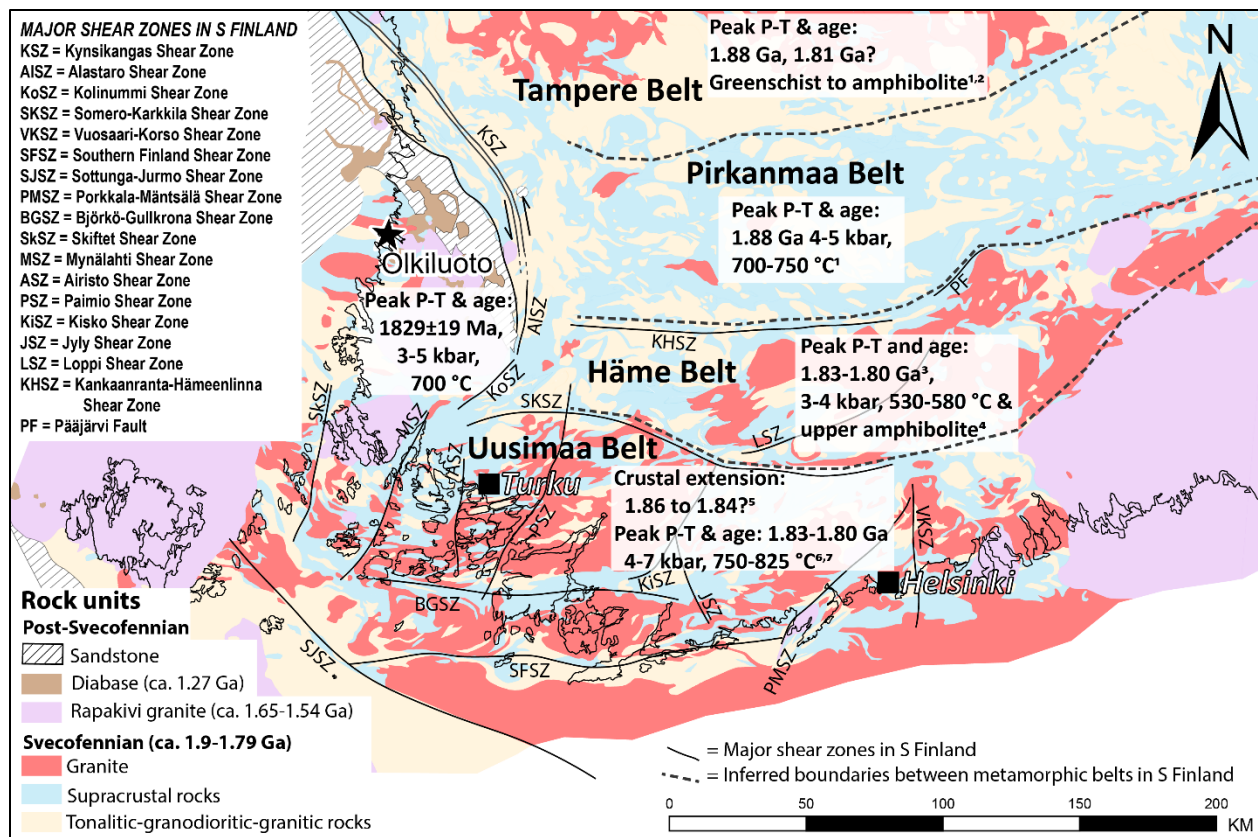 MAJOR SHEAR ZONES IN S FINLAND
KSZ = Kynsikangas Shear Zone
AlSZ = Alastaro Shear Zone
KoSZ = Kolinummi Shear Zone
SKSZ = Somero-Karkkila Shear Zone
VKSZ = Vuosaari-Korso Shear Zone
SFSZ = Southern Finland Shear Zone
SJSZ = Sottunga-Jurmo Shear Zone
PMSZ = Porkkala-Mäntsälä Shear Zone
BGSZ = Björkö-Gullkrona Shear Zone
SkSZ = Skiftet Shear Zone
MSZ = Mynälahti Shear Zone
ASZ = Airisto Shear Zone
PSZ = Paimio Shear Zone
KiSZ = Kisko Shear Zone
JSZ = Jyly Shear Zone
LSZ = Loppi Shear Zone
KHSZ = Kankaanranta-Hämeenlinna
Shear Zone
PF = Pääjärvi Fault
Peak P-T & age:
1.88 Ga, 1.81 Ga?
Greenschist to amphibolite¹,²
Tampere Belt
N
KSZ
Pirkanmaa Belt
Peak P-T & age:
1.88 Ga 4-5 kbar,
700-750 °C¹
Olkiluoto
Peak P-T & age:
1829±19 Ma,
3-5 kbar,
700 °C
AlSZ
PF
KHSZ
Häme Belt
Peak P-T and age:
1.83-1.80 Ga³,
3-4 kbar, 530-580 °C &
upper amphibolite⁴
KoSZ
SkSZ
MSZ
SKSZ
LSZ
Uusimaa Belt
ASZ
Turku
PSZ
Crustal extension:
1.86 to 1.84?⁵
Peak P-T & age: 1.83-1.80 Ga
4-7 kbar, 750-825 °C⁶,⁷
VKSZ
Helsinki
KiSZ
JSZ
BGSZ
SJSZ
SFSZ
PMSZ
Rock units
Post-Svecofennian
Sandstone
Diabase (ca. 1.27 Ga)
Rapakivi granite (ca. 1.65-1.54 Ga)
Svecofennian (ca. 1.9-1.79 Ga)
Granite
Supracrustal rocks
Tonalitic-granodioritic-granitic rocks
= Major shear zones in S Finland
= Inferred boundaries between metamorphic belts in S Finland
0 50 100 150 200
KM